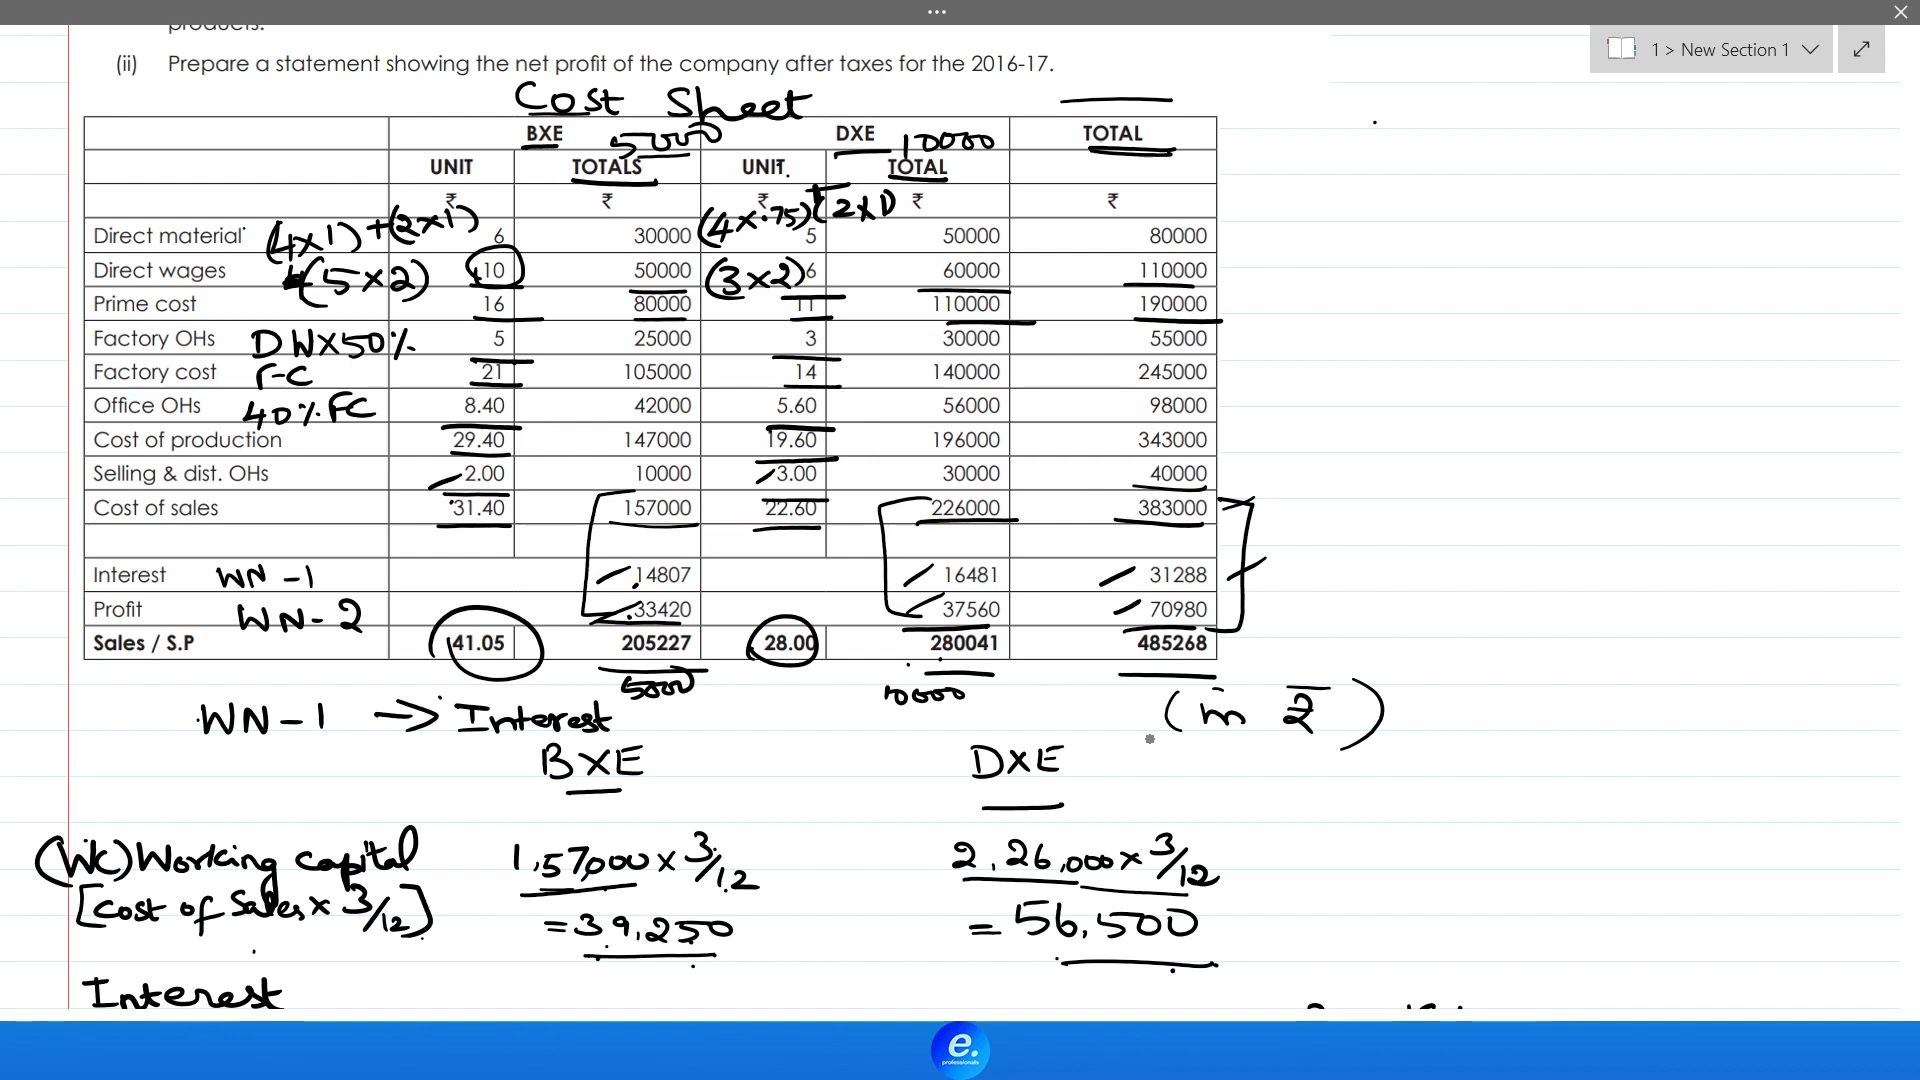 products.
1 > New Section 1
(ii) Prepare a statement showing the net profit of the company after taxes for the 2016-17.
Cost Sheet
BXE 5000 DXE 10000 TOTAL
UNIT TOTALS UNIT. TOTAL
₹ ₹ ₹ ₹ ₹
Direct material (4x1)+(2x1) 6 30000 (4x.75)+(2x1) 5 50000 80000
Direct wages (5x2) 10 50000 (3x2) 6 60000 110000
Prime cost 16 80000 11 110000 190000
Factory OHs DWX50% 5 25000 3 30000 55000
Factory cost F-C 21 105000 14 140000 245000
Office OHs 40% FC 8.40 42000 5.60 56000 98000
Cost of production 29.40 147000 19.60 196000 343000
Selling & dist. OHs 2.00 10000 3.00 30000 40000
Cost of sales 31.40 157000 22.60 226000 383000
Interest WN -1 14807 16481 31288
Profit WN-2 33420 37560 70980
Sales / S.P 41.05 205227 28.00 280041 485268
5000 10000
WN-1 → Interest (in ₹)
BXE DXE
(WC) Working capital 1,57,000 x 3/12 2,26,000 x 3/12
[Cost of Sales x 3/12] = 39,250 = 56,500
Interest
e.
professionals